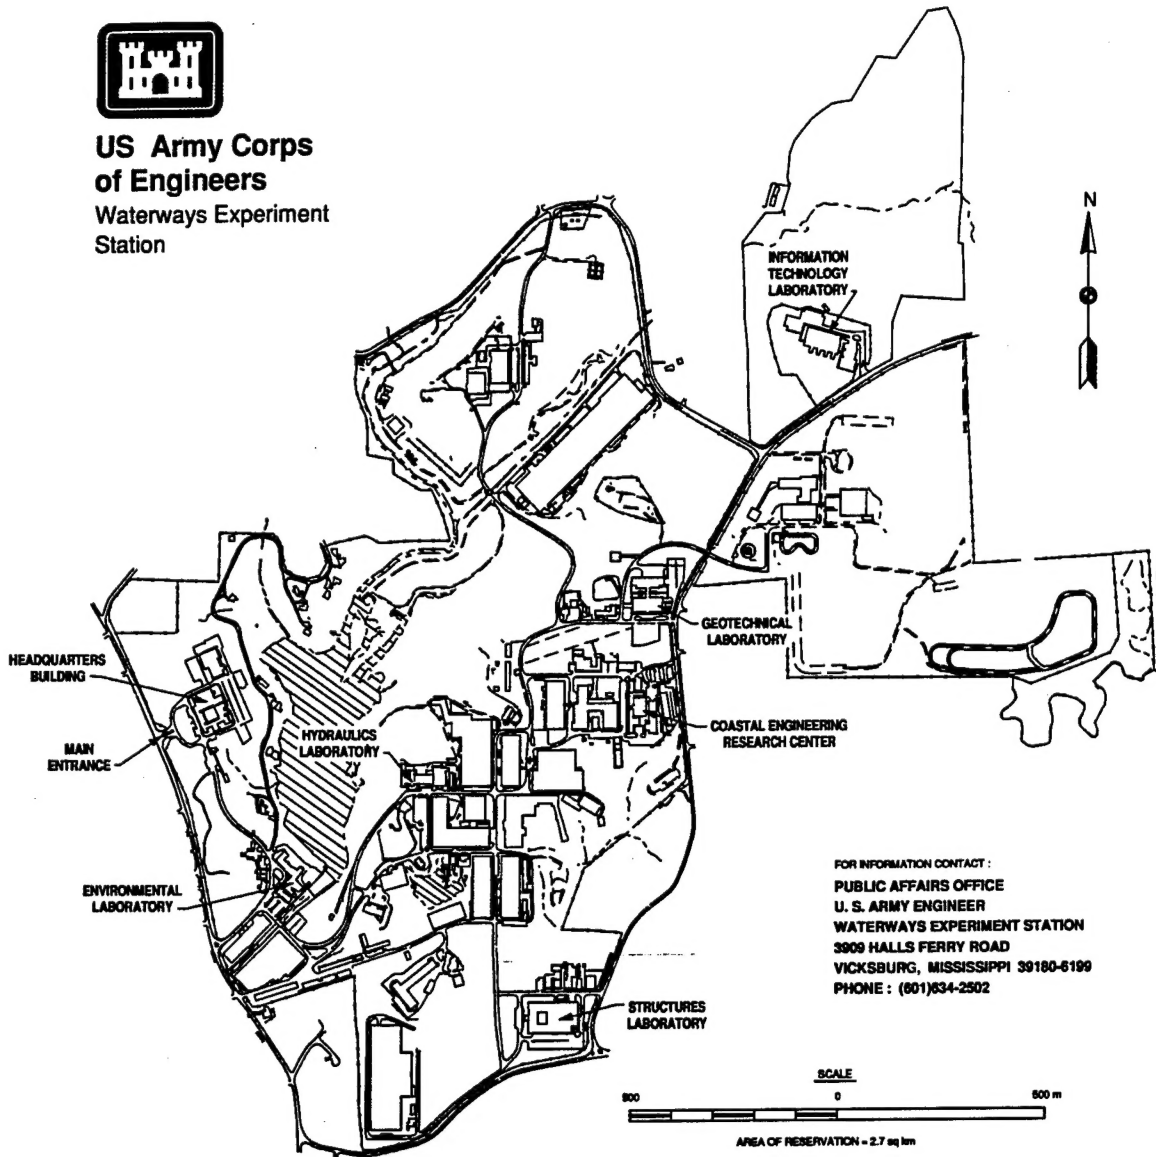 US Army Corps
of Engineers
Waterways Experiment
Station
N
INFORMATION
TECHNOLOGY
LABORATORY
GEOTECHNICAL
LABORATORY
HEADQUARTERS
BUILDING
MAIN
ENTRANCE
HYDRAULICS
LABORATORY
COASTAL ENGINEERING
RESEARCH CENTER
ENVIRONMENTAL
LABORATORY
STRUCTURES
LABORATORY
FOR INFORMATION CONTACT :
PUBLIC AFFAIRS OFFICE
U. S. ARMY ENGINEER
WATERWAYS EXPERIMENT STATION
3909 HALLS FERRY ROAD
VICKSBURG, MISSISSIPPI 39180-6199
PHONE : (601)634-2502
SCALE
500 0 500 m
AREA OF RESERVATION = 2.7 sq km